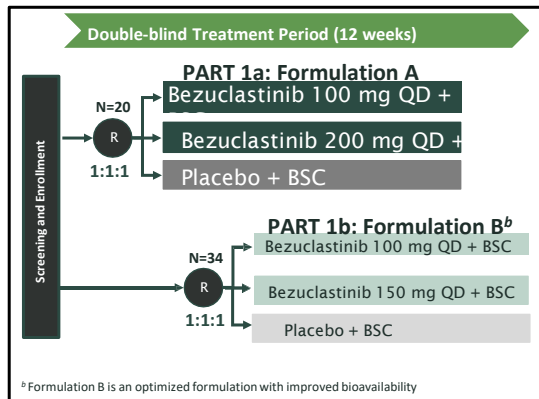 Double-blind Treatment Period (12 weeks)
PART 1a: Formulation A
Screening and Enrollment
N=20
R
1:1:1
Bezuclastinib 100 mg QD +
Bezuclastinib 200 mg QD +
Placebo + BSC
PART 1b: Formulation Bᵇ
N=34
R
1:1:1
Bezuclastinib 100 mg QD + BSC
Bezuclastinib 150 mg QD + BSC
Placebo + BSC
ᵇ Formulation B is an optimized formulation with improved bioavailability